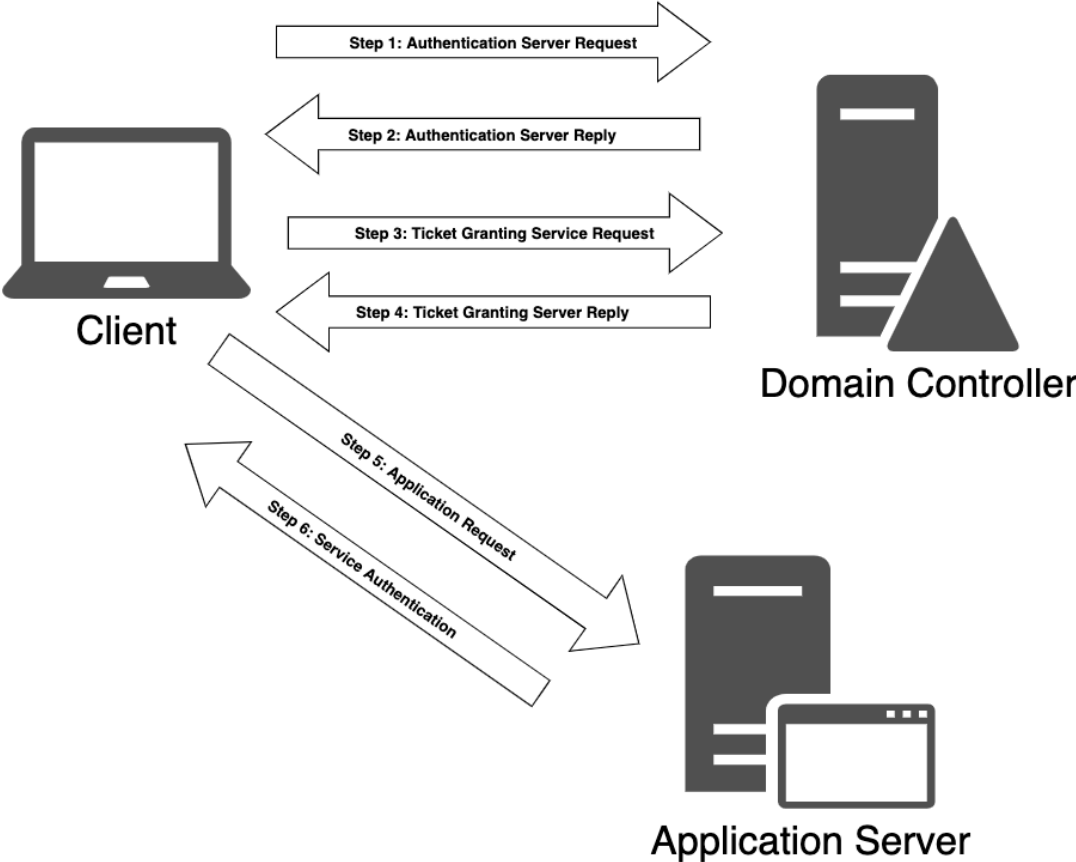 Step 1: Authentication Server Request
Step 2: Authentication Server Reply
Step 3: Ticket Granting Service Request
Step 4: Ticket Granting Server Reply
Client
Domain Controller
Step 5: Application Request
Step 6: Service Authentication
Application Server